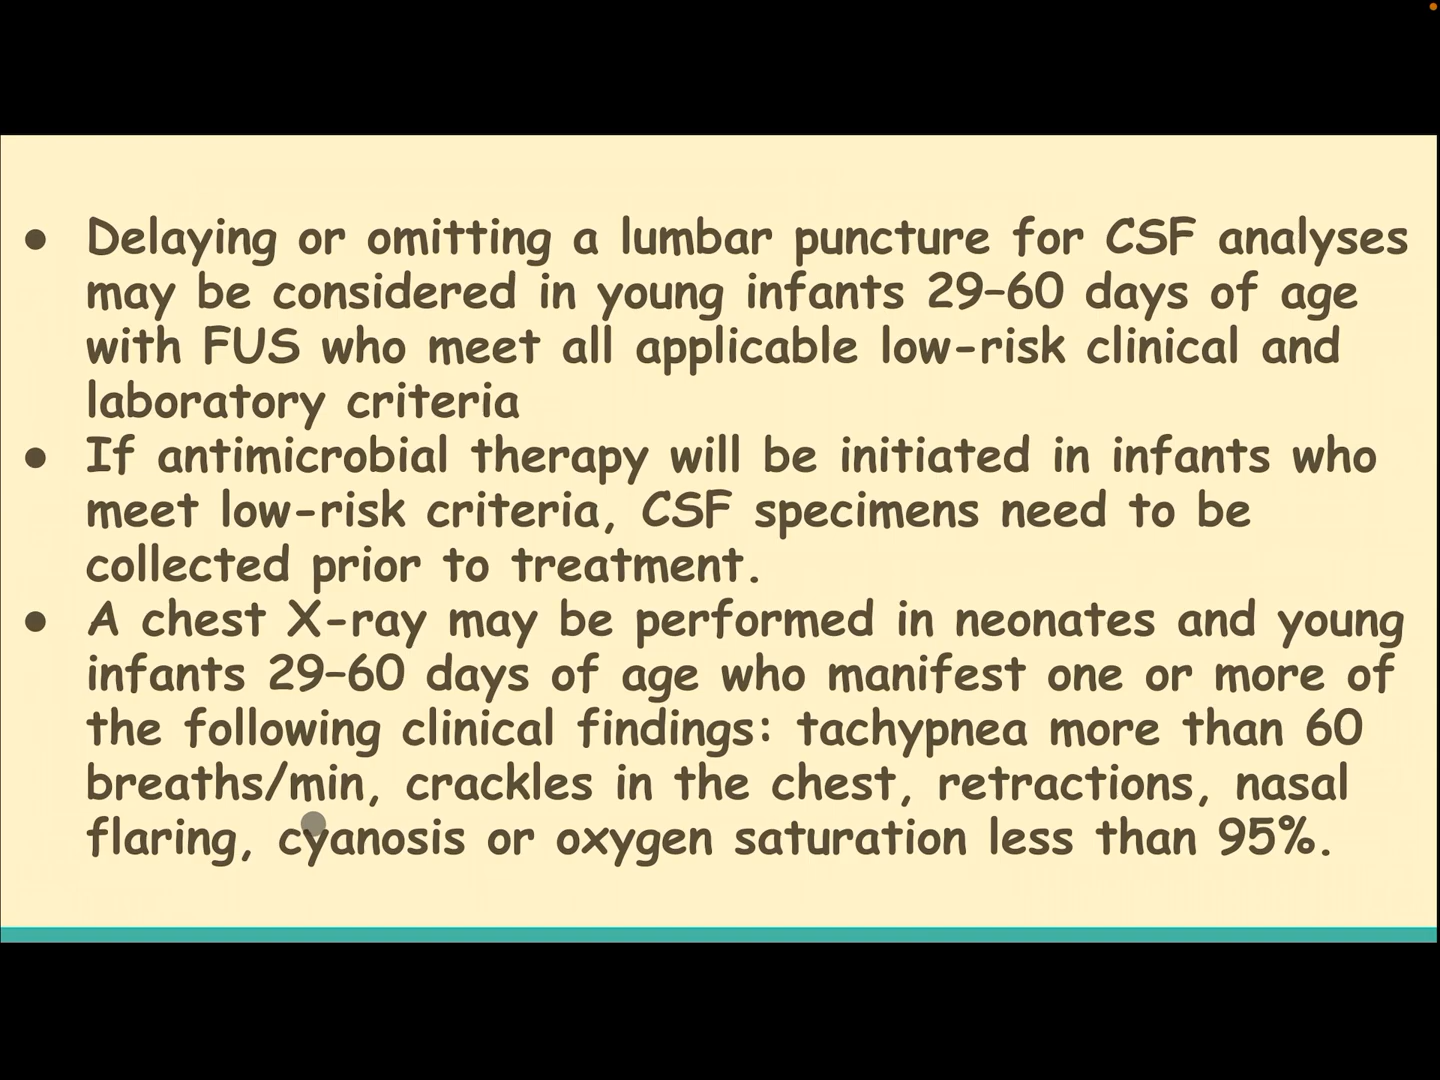 ● Delaying or omitting a lumbar puncture for CSF analyses
may be considered in young infants 29–60 days of age
with FUS who meet all applicable low-risk clinical and
laboratory criteria
● If antimicrobial therapy will be initiated in infants who
meet low-risk criteria, CSF specimens need to be
collected prior to treatment.
● A chest X-ray may be performed in neonates and young
infants 29–60 days of age who manifest one or more of
the following clinical findings: tachypnea more than 60
breaths/min, crackles in the chest, retractions, nasal
flaring, cyanosis or oxygen saturation less than 95%.